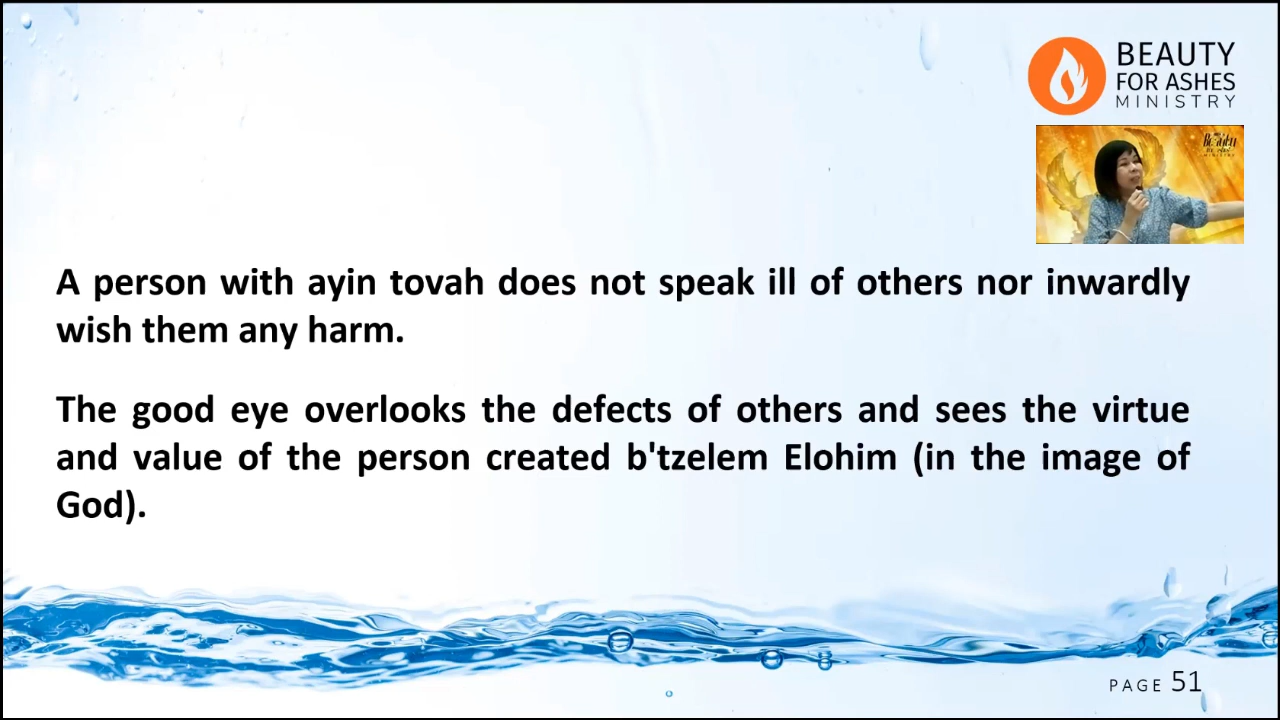 BEAUTY
FOR ASHES
MINISTRY
A person with ayin tovah does not speak ill of others nor inwardly
wish them any harm.
The good eye overlooks the defects of others and sees the virtue
and value of the person created b'tzelem Elohim (in the image of
God).
PAGE 51